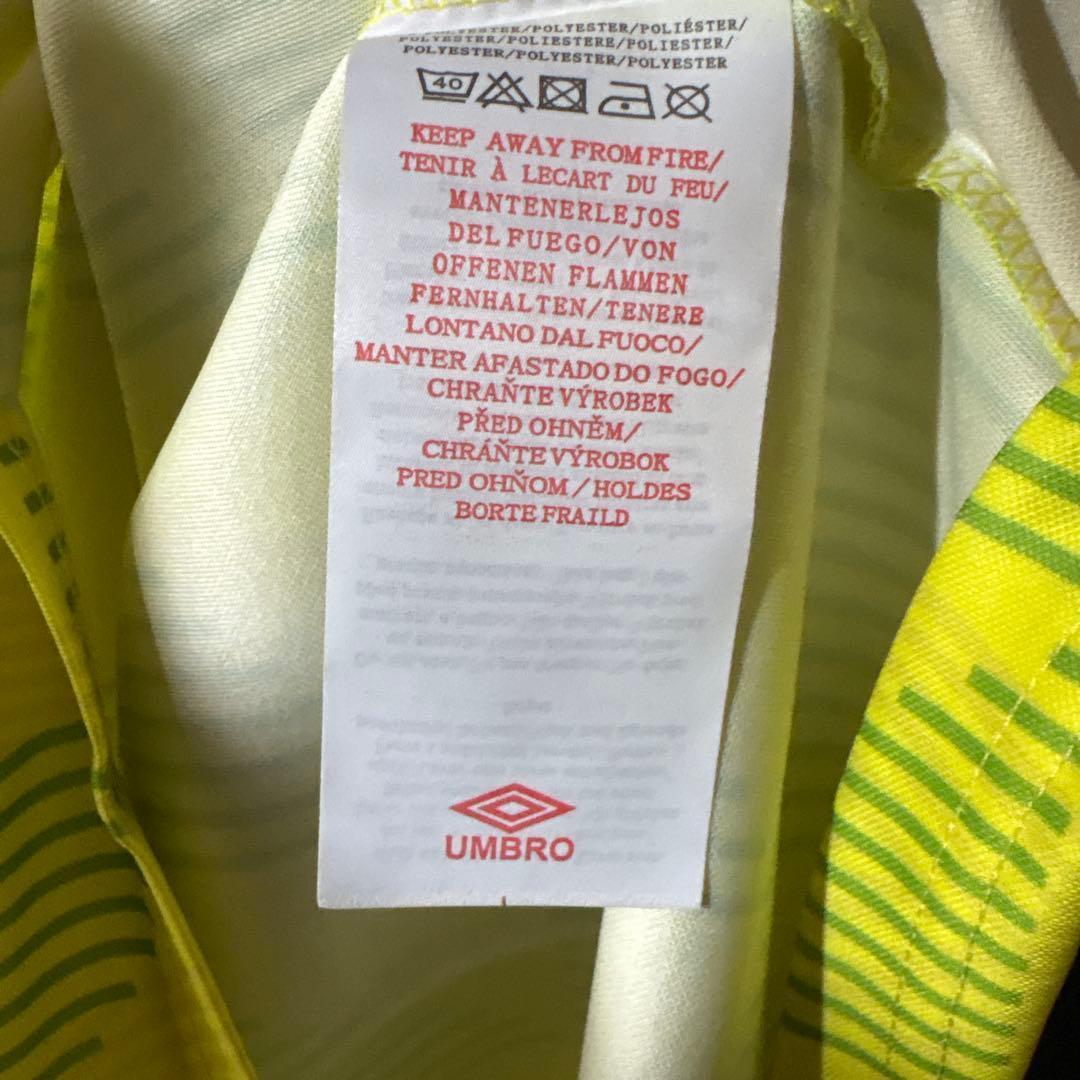 POLYESTER/POLYESTER/POLIÉSTER/
POLYESTER/POLIESTERE/POLIESTER/
POLYESTER/POLYESTER/POLYESTER
40
KEEP AWAY FROM FIRE/
TENIR À LECART DU FEU/
MANTENERLEJOS
DEL FUEGO/VON
OFFENEN FLAMMEN
FERNHALTEN/TENERE
LONTANO DAL FUOCO/
MANTER AFASTADO DO FOGO/
CHRAŇTE VÝROBEK
PŘED OHNĚM/
CHRÁŇTE VÝROBOK
PRED OHŇOM/HOLDES
BORTE FRAILD
UMBRO